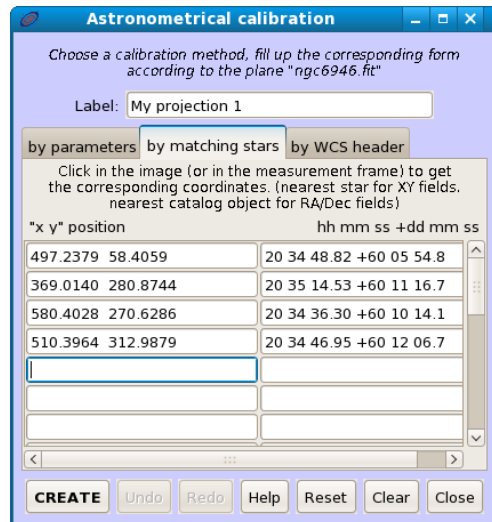 Astronometrical calibration
Choose a calibration method, fill up the corresponding form
according to the plane "ngc6946.fit"
Label: My projection 1
by parameters by matching stars by WCS header
Click in the image (or in the measurement frame) to get
the corresponding coordinates. (nearest star for XY fields.
nearest catalog object for RA/Dec fields)
"x y" position hh mm ss +dd mm ss
497.2379 58.4059 20 34 48.82 +60 05 54.8
369.0140 280.8744 20 35 14.53 +60 11 16.7
580.4028 270.6286 20 34 36.30 +60 10 14.1
510.3964 312.9879 20 34 46.95 +60 12 06.7
CREATE Undo Redo Help Reset Clear Close